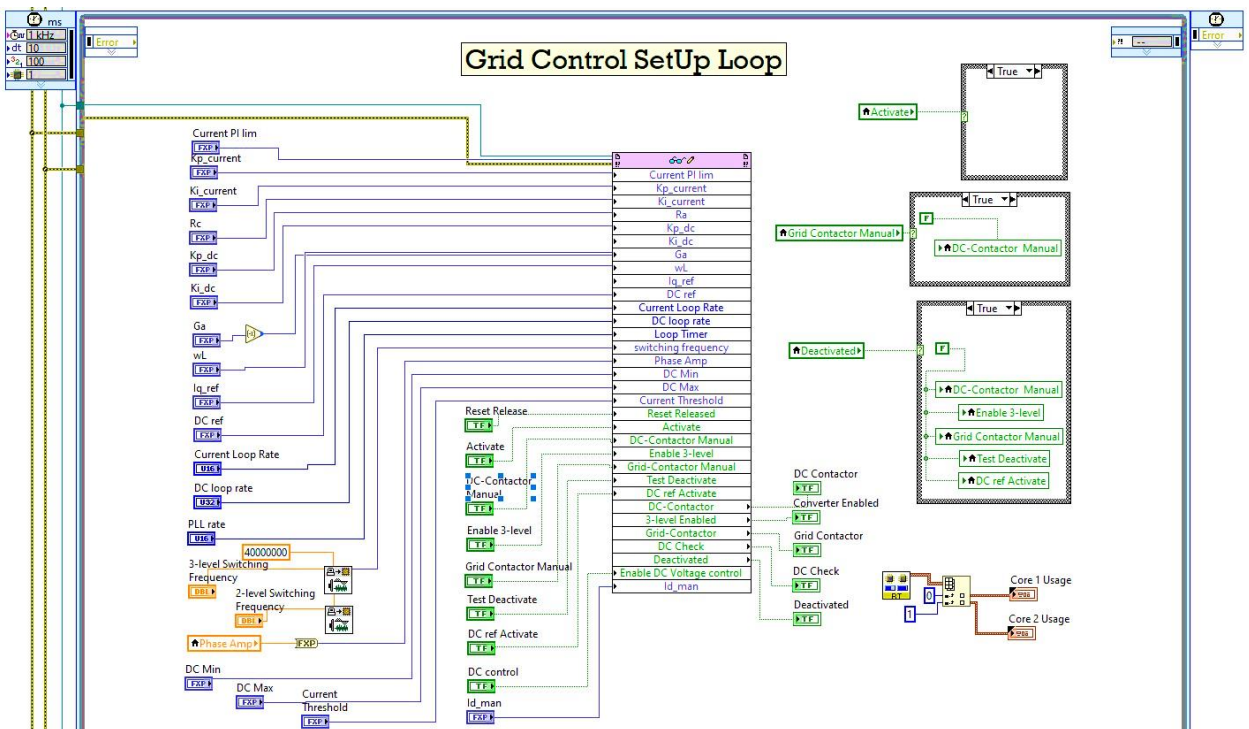 ms
1 kHz
dt 10
100
1
Error
Grid Control SetUp Loop
?! --
Error
True
Activate
Current PI lim
FXP
Kp_current
FXP
Ki_current
FXP
Rc
FXP
Kp_dc
FXP
Ki_dc
FXP
Ga
FXP
wL
FXP
Iq_ref
FXP
DC ref
FXP
Current Loop Rate
U16
DC loop rate
U32
PLL rate
U16
40000000
3-level Switching
Frequency
DBL
2-level Switching
Frequency
DBL
Phase Amp
FXP
DC Min
FXP
DC Max
FXP
Current
Threshold
FXP
Current PI lim
Kp_current
Ki_current
Ra
Kp_dc
Ki_dc
Ga
wL
Iq_ref
DC ref
Current Loop Rate
DC loop rate
Loop Timer
switching frequency
Phase Amp
DC Min
DC Max
Current Threshold
Reset Released
Activate
DC-Contactor Manual
Enable 3-level
Grid-Contactor Manual
Test Deactivate
DC ref Activate
DC-Contactor
3-level Enabled
Grid-Contactor
DC Check
Deactivated
Enable DC Voltage control
Id_man
Reset Release
TF
Activate
TF
DC-Contactor
Manual
TF
Enable 3-level
TF
Grid Contactor Manual
TF
Test Deactivate
TF
DC ref Activate
TF
DC control
TF
Id_man
FXP
DC Contactor
TF
Converter Enabled
TF
Grid Contactor
TF
DC Check
TF
Deactivated
TF
True
Grid Contactor Manual
F
DC-Contactor Manual
True
Deactivated
F
DC-Contactor Manual
Enable 3-level
Grid Contactor Manual
Test Deactivate
DC ref Activate
RT
0
1
Core 1 Usage
Core 2 Usage